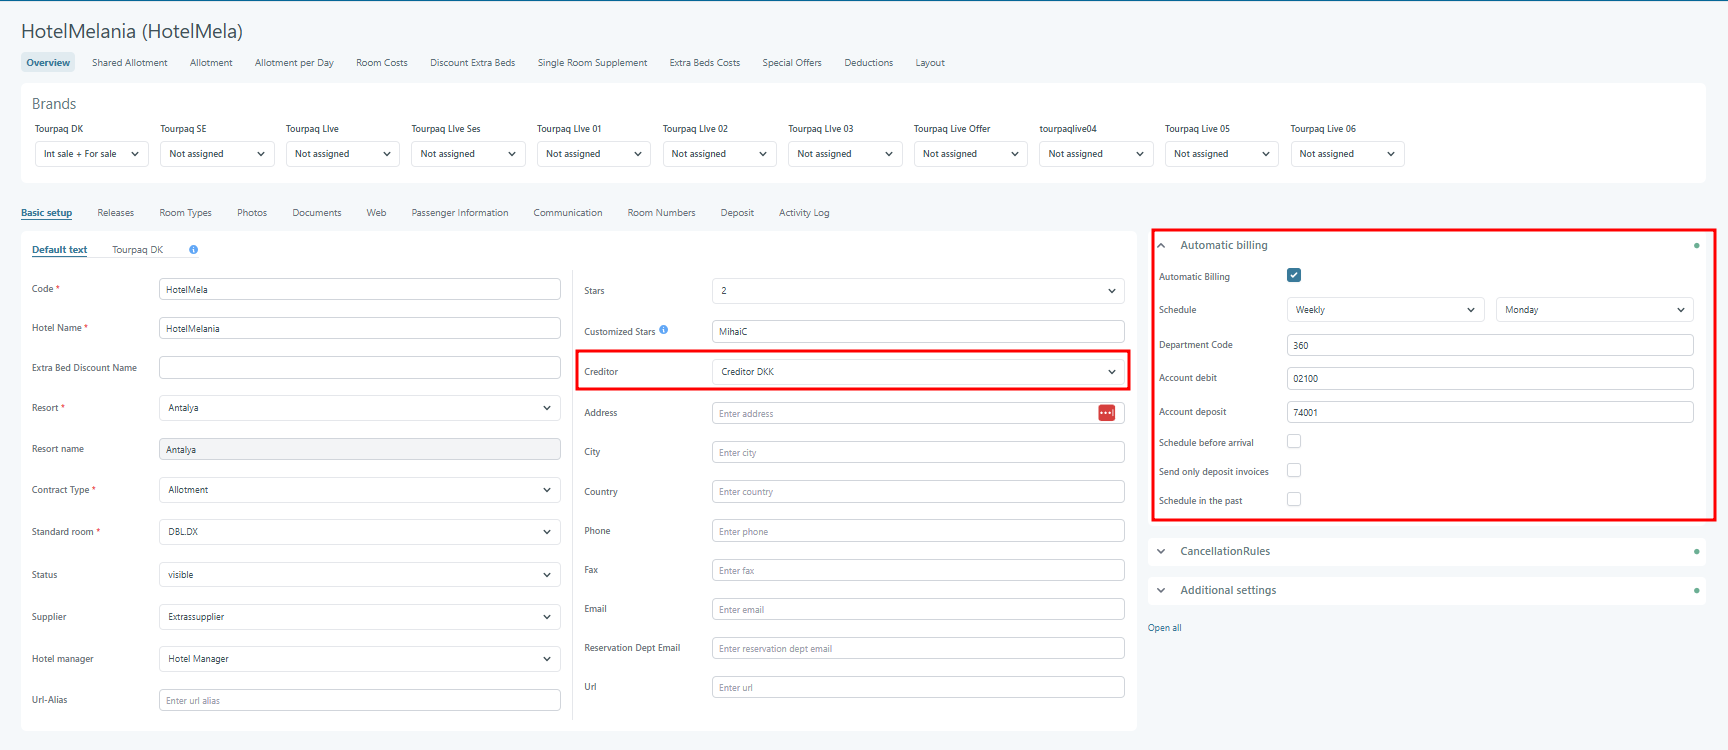 HotelMelania (HotelMela)
Overview Shared Allotment Allotment Allotment per Day Room Costs Discount Extra Beds Single Room Supplement Extra Beds Costs Special Offers Deductions Layout
Brands
Tourpaq DK Tourpaq SE Tourpaq LIve Tourpaq LIve Ses Tourpaq LIve 01 Tourpaq LIve 02 Tourpaq LIve 03 Tourpaq Live Offer tourpaqlive04 Tourpaq Live 05 Tourpaq Live 06
Int sale + For sale Not assigned Not assigned Not assigned Not assigned Not assigned Not assigned Not assigned Not assigned Not assigned Not assigned
Basic setup Releases Room Types Photos Documents Web Passenger Information Communication Room Numbers Deposit Activity Log
Default text Tourpaq DK
Code * HotelMela
Hotel Name * HotelMelania
Extra Bed Discount Name
Resort * Antalya
Resort name Antalya
Contract Type * Allotment
Standard room * DBL.DX
Status visible
Supplier Extrassupplier
Hotel manager Hotel Manager
Url-Alias Enter url alias
Stars 2
Customized Stars MihaiC
Creditor Creditor DKK
Address Enter address
City Enter city
Country Enter country
Phone Enter phone
Fax Enter fax
Email Enter email
Reservation Dept Email Enter reservation dept email
Url Enter url
Automatic billing
Automatic Billing
Schedule Weekly Monday
Department Code 360
Account debit 02100
Account deposit 74001
Schedule before arrival
Send only deposit invoices
Schedule in the past
CancellationRules
Additional settings
Open all